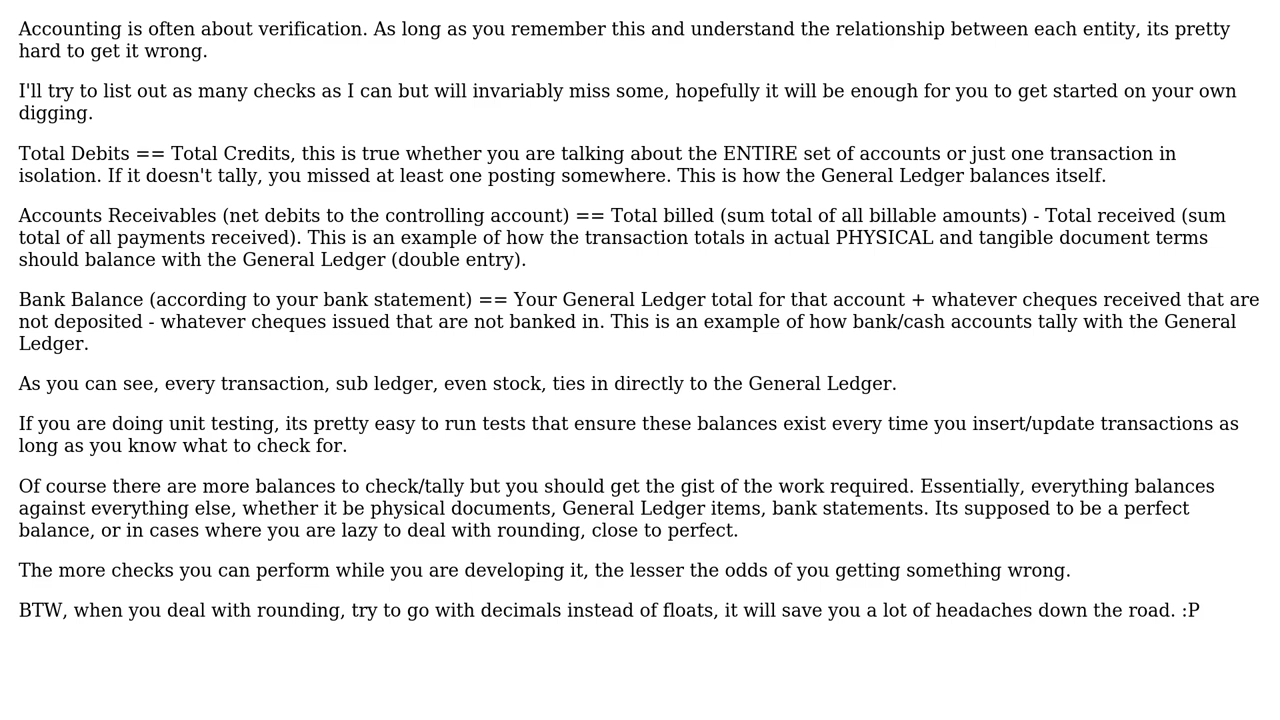 Accounting is often about verification. As long as you remember this and understand the relationship between each entity, its pretty
hard to get it wrong.
I'll try to list out as many checks as I can but will invariably miss some, hopefully it will be enough for you to get started on your own
digging.
Total Debits == Total Credits, this is true whether you are talking about the ENTIRE set of accounts or just one transaction in
isolation. If it doesn't tally, you missed at least one posting somewhere. This is how the General Ledger balances itself.
Accounts Receivables (net debits to the controlling account) == Total billed (sum total of all billable amounts) - Total received (sum
total of all payments received). This is an example of how the transaction totals in actual PHYSICAL and tangible document terms
should balance with the General Ledger (double entry).
Bank Balance (according to your bank statement) == Your General Ledger total for that account + whatever cheques received that are
not deposited - whatever cheques issued that are not banked in. This is an example of how bank/cash accounts tally with the General
Ledger.
As you can see, every transaction, sub ledger, even stock, ties in directly to the General Ledger.
If you are doing unit testing, its pretty easy to run tests that ensure these balances exist every time you insert/update transactions as
long as you know what to check for.
Of course there are more balances to check/tally but you should get the gist of the work required. Essentially, everything balances
against everything else, whether it be physical documents, General Ledger items, bank statements. Its supposed to be a perfect
balance, or in cases where you are lazy to deal with rounding, close to perfect.
The more checks you can perform while you are developing it, the lesser the odds of you getting something wrong.
BTW, when you deal with rounding, try to go with decimals instead of floats, it will save you a lot of headaches down the road. :P